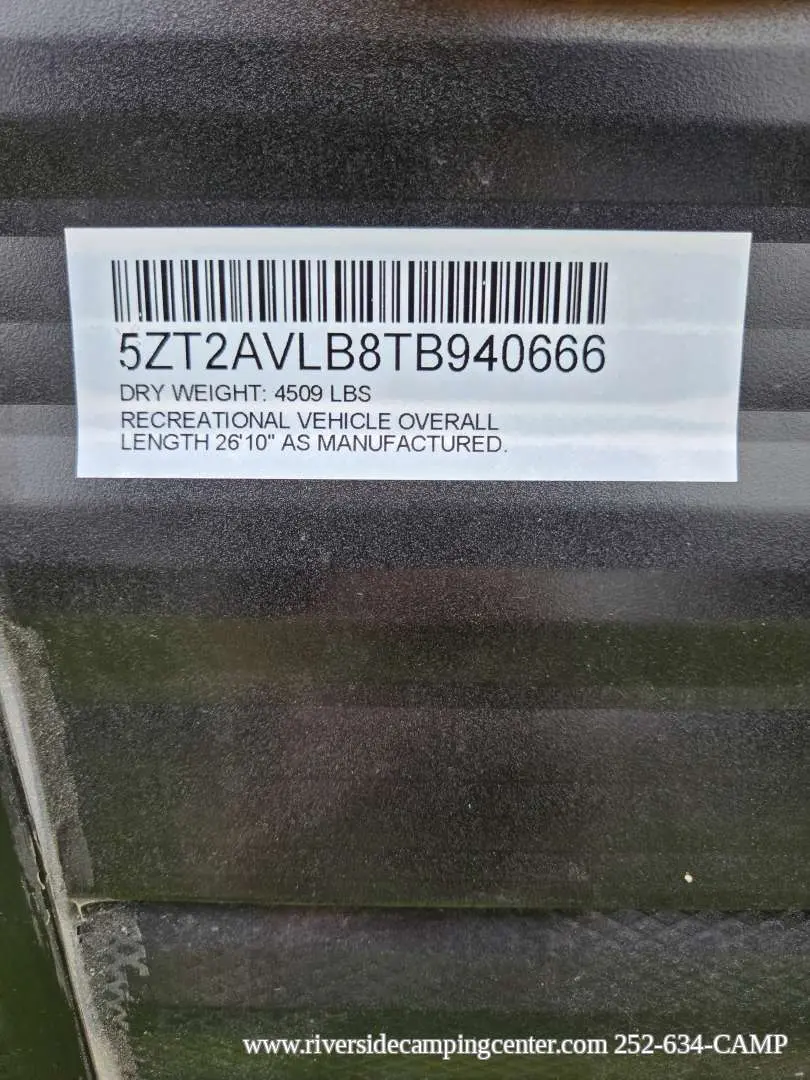 5ZT2AVLB8TB940666
DRY WEIGHT: 4509 LBS
RECREATIONAL VEHICLE OVERALL
LENGTH 26'10" AS MANUFACTURED.
www.riversidecampingcenter.com 252-634-CAMP